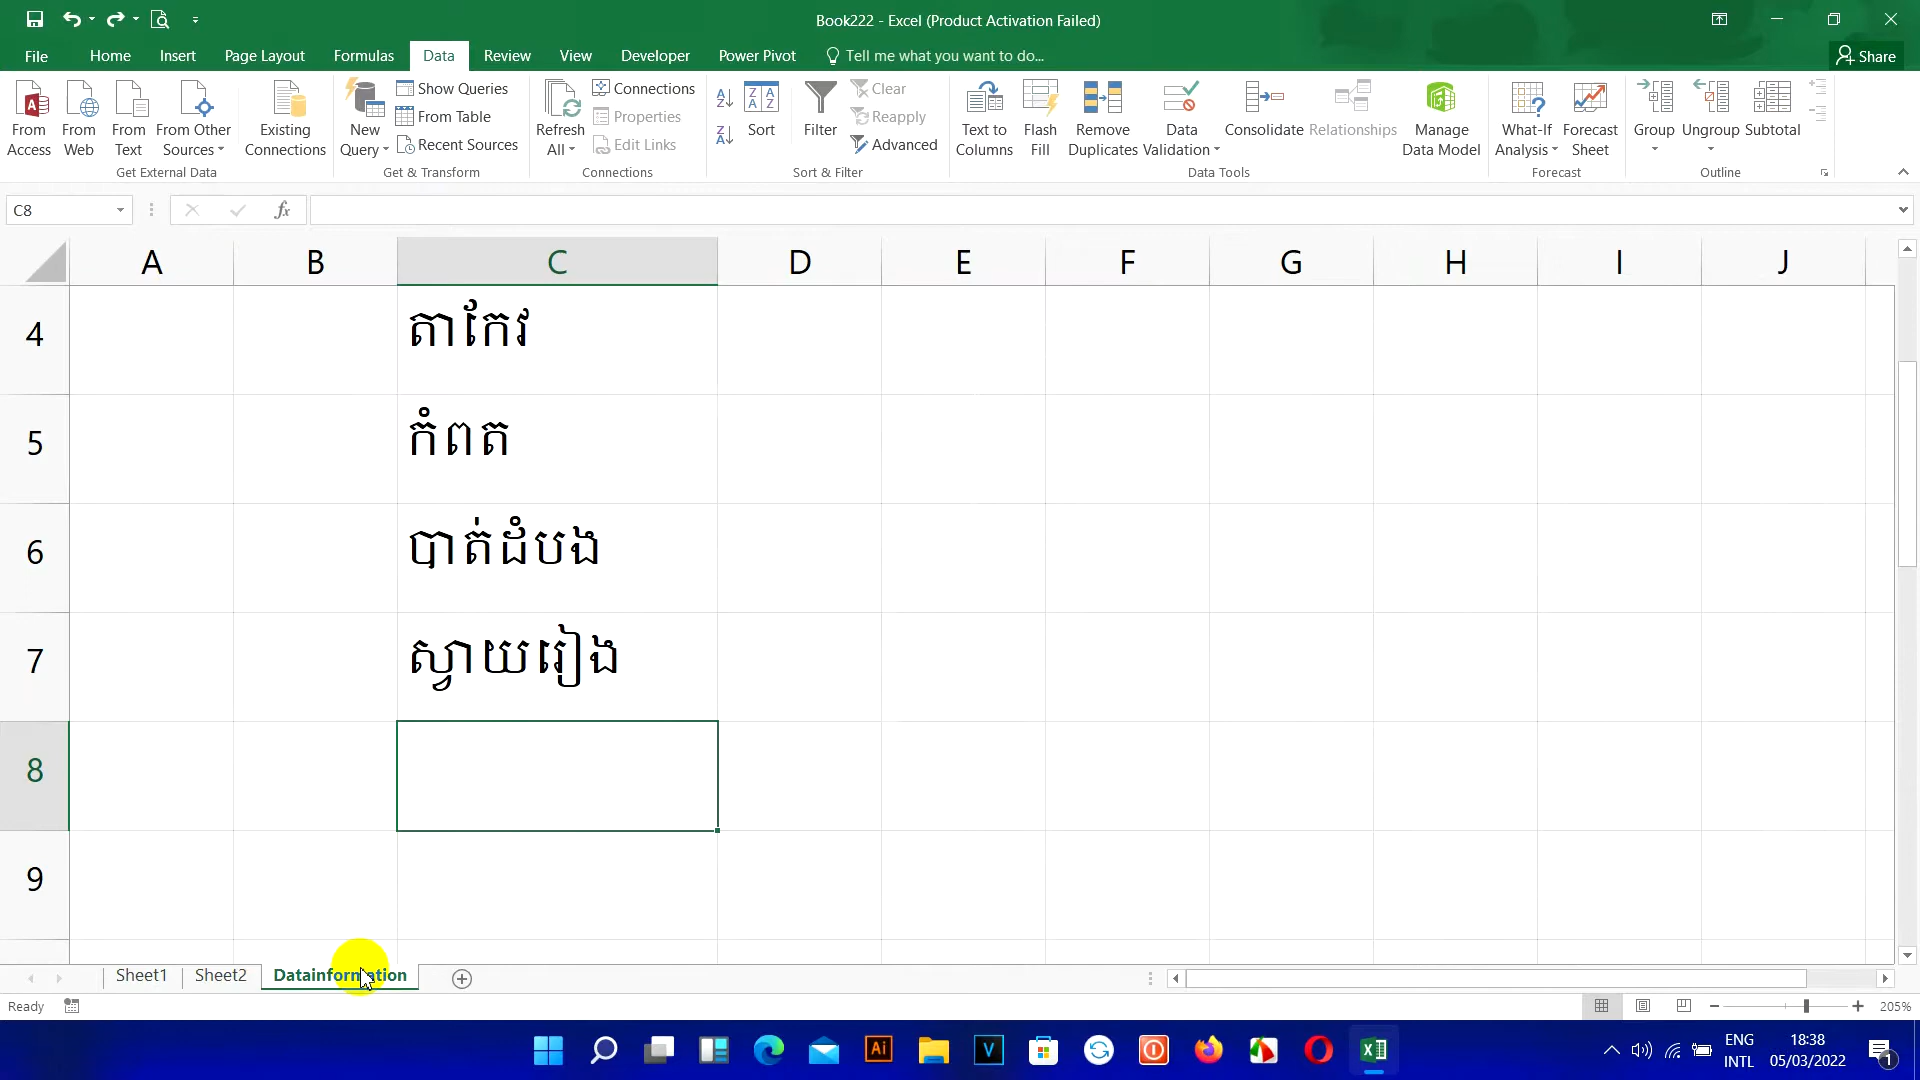 Book222 - Excel (Product Activation Failed)
File Home Insert Page Layout Formulas Data Review View Developer Power Pivot Tell me what you want to do... Share
From Access
From Web
From Text
From Other Sources
Existing Connections
Get External Data
New Query
Show Queries
From Table
Recent Sources
Get & Transform
Refresh All
Connections
Properties
Edit Links
Connections
Sort
Filter
Clear
Reapply
Advanced
Sort & Filter
Text to Columns
Flash Fill
Remove Duplicates
Data Validation
Consolidate
Relationships
Manage Data Model
Data Tools
What-If Analysis
Forecast Sheet
Forecast
Group
Ungroup
Subtotal
Outline
C8 fx
A B C D E F G H I J
4 តាកែវ
5 កំពត
6 បាត់ដំបង
7 ស្វាយរៀង
8
9
Sheet1 Sheet2 Datainformation
Ready 205%
ENG INTL
18:38
05/03/2022
1